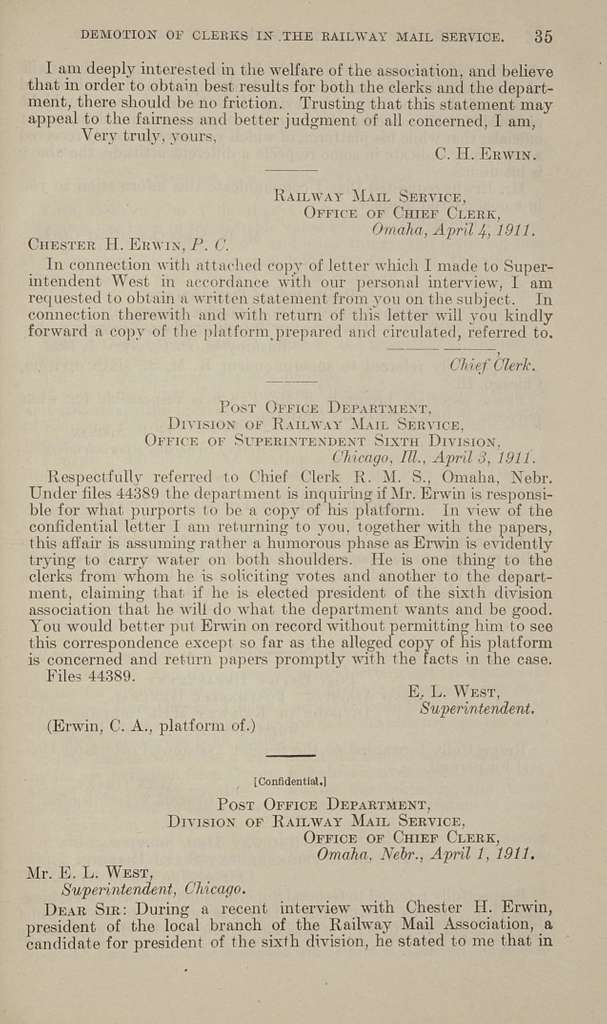 DEMOTION OF CLERKS IN THE RAILWAY MAIL SERVICE. 35
I am deeply interested in the welfare of the association, and believe
that in order to obtain best results for both the clerks and the depart-
ment, there should be no friction. Trusting that this statement may
appeal to the fairness and better judgment of all concerned, I am,
Very truly, yours,
C. H. ERWIN.
RAILWAY MAIL SERVICE,
OFFICE OF CHIEF CLERK,
Omaha, April 4, 1911.
CHESTER H. ERWIN, P. C.
In connection with attached copy of letter which I made to Super-
intendent West in accordance with our personal interview, I am
requested to obtain a written statement from you on the subject. In
connection therewith and with return of this letter will you kindly
forward a copy of the platform prepared and circulated, referred to.
——— ———,
Chief Clerk.
POST OFFICE DEPARTMENT,
DIVISION OF RAILWAY MAIL SERVICE,
OFFICE OF SUPERINTENDENT SIXTH DIVISION,
Chicago, Ill., April 3, 1911.
Respectfully referred to Chief Clerk R. M. S., Omaha, Nebr.
Under files 44389 the department is inquiring if Mr. Erwin is responsi-
ble for what purports to be a copy of his platform. In view of the
confidential letter I am returning to you, together with the papers,
this affair is assuming rather a humorous phase as Erwin is evidently
trying to carry water on both shoulders. He is one thing to the
clerks from whom he is soliciting votes and another to the depart-
ment, claiming that if he is elected president of the sixth division
association that he will do what the department wants and be good.
You would better put Erwin on record without permitting him to see
this correspondence except so far as the alleged copy of his platform
is concerned and return papers promptly with the facts in the case.
Files 44389.
E. L. WEST,
Superintendent.
(Erwin, C. A., platform of.)
[Confidential.]
POST OFFICE DEPARTMENT,
DIVISION OF RAILWAY MAIL SERVICE,
OFFICE OF CHIEF CLERK,
Omaha, Nebr., April 1, 1911.
Mr. E. L. WEST,
Superintendent, Chicago.
DEAR SIR: During a recent interview with Chester H. Erwin,
president of the local branch of the Railway Mail Association, a
candidate for president of the sixth division, he stated to me that in